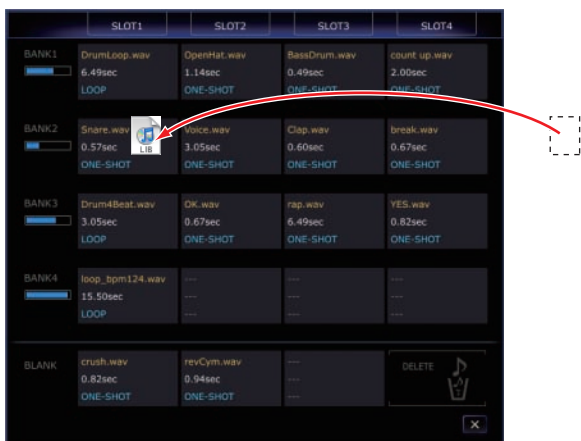 SLOT1 SLOT2 SLOT3 SLOT4
BANK1 DrumLoop.wav OpenHat.wav BassDrum.wav count up.wav
6.49sec 1.14sec 0.49sec 2.00sec
LOOP ONE-SHOT ONE-SHOT ONE-SHOT
BANK2 Snare.wav Voice.wav Clap.wav break.wav
0.57sec 3.05sec 0.60sec 0.67sec
LIB
ONE-SHOT ONE-SHOT ONE-SHOT ONE-SHOT
BANK3 Drum4Beat.wav OK.wav rap.wav YES.wav
3.05sec 0.67sec 6.49sec 0.82sec
LOOP ONE-SHOT ONE-SHOT ONE-SHOT
BANK4 loop_bpm124.wav --- --- ---
15.50sec --- --- ---
LOOP --- --- ---
BLANK crush.wav revCym.wav --- DELETE
0.82sec 0.94sec ---
ONE-SHOT ONE-SHOT ---